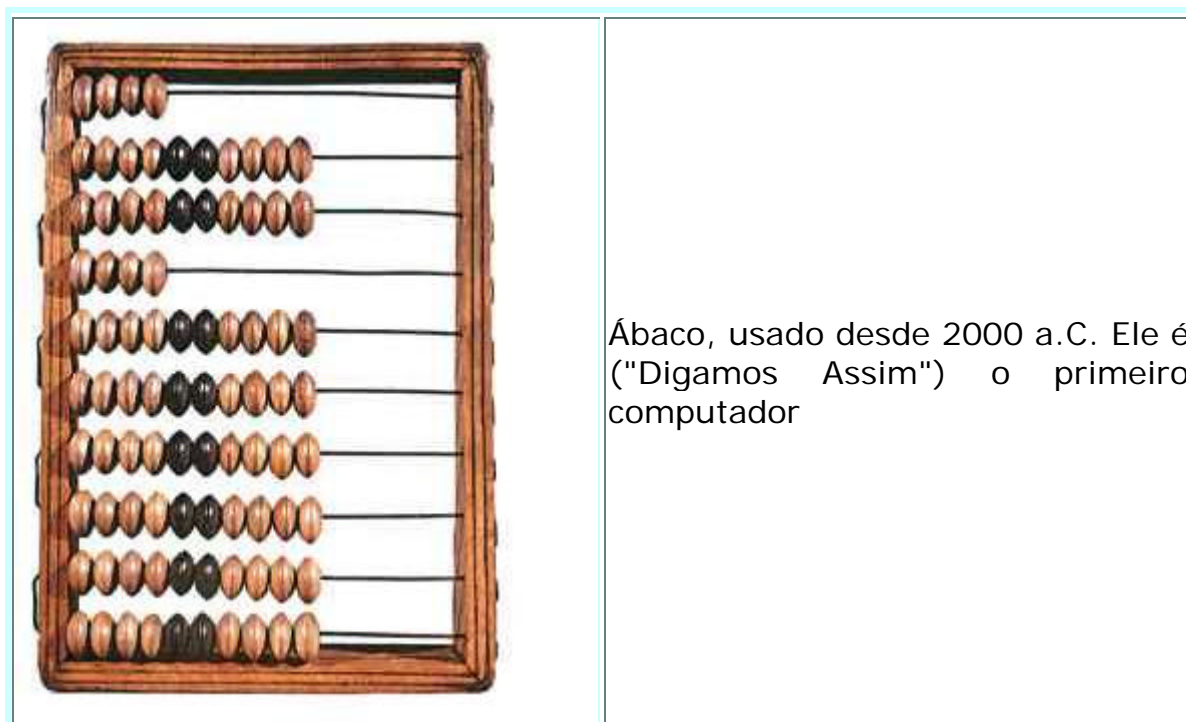 Ábaco, usado desde 2000 a.C. Ele é
("Digamos Assim") o primeiro
computador